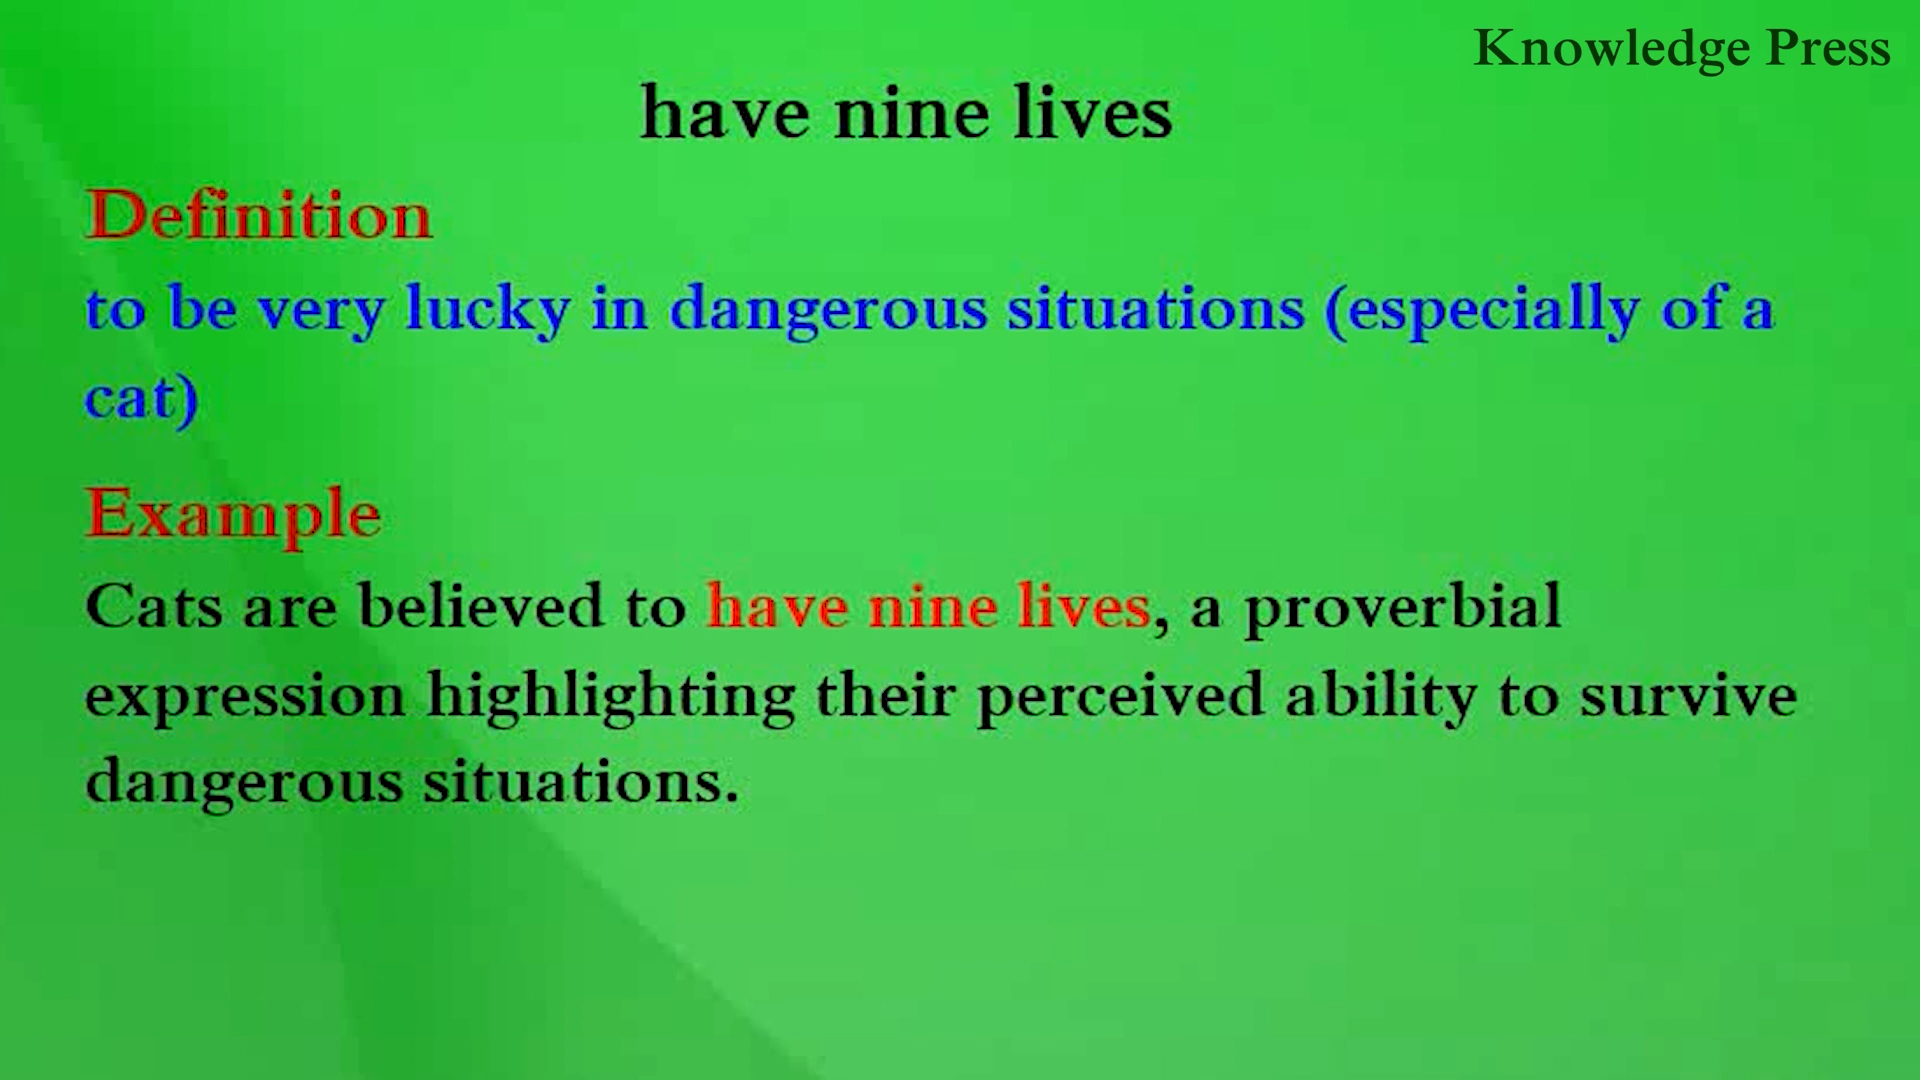 Knowledge Press
have nine lives
Definition
to be very lucky in dangerous situations (especially of a
cat)
Example
Cats are believed to have nine lives, a proverbial
expression highlighting their perceived ability to survive
dangerous situations.